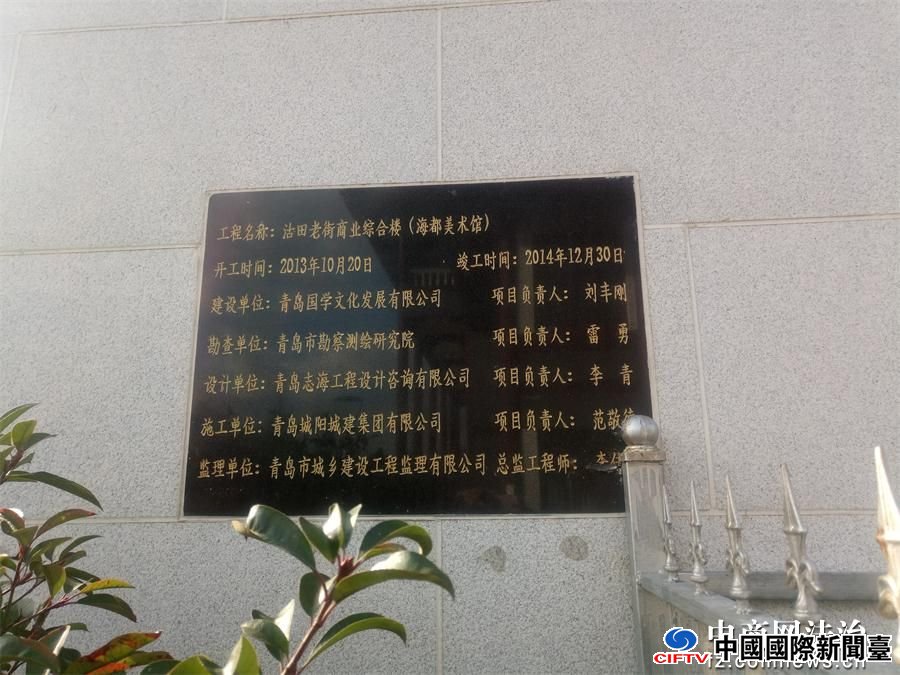 工程名称：沽田老街商业综合楼（海都美术馆）
开工时间：2013年10月20日 竣工时间：2014年12月30日
建设单位：青岛国学文化发展有限公司 项目负责人：刘丰刚
勘查单位：青岛市勘察测绘研究院 项目负责人：雷勇
设计单位：青岛志海工程设计咨询有限公司 项目负责人：李青
施工单位：青岛城阳城建集团有限公司 项目负责人：范敬
监理单位：青岛市城乡建设工程监理有限公司 总监工程师：李
中商网法治
CIFTV 中國國際新聞臺